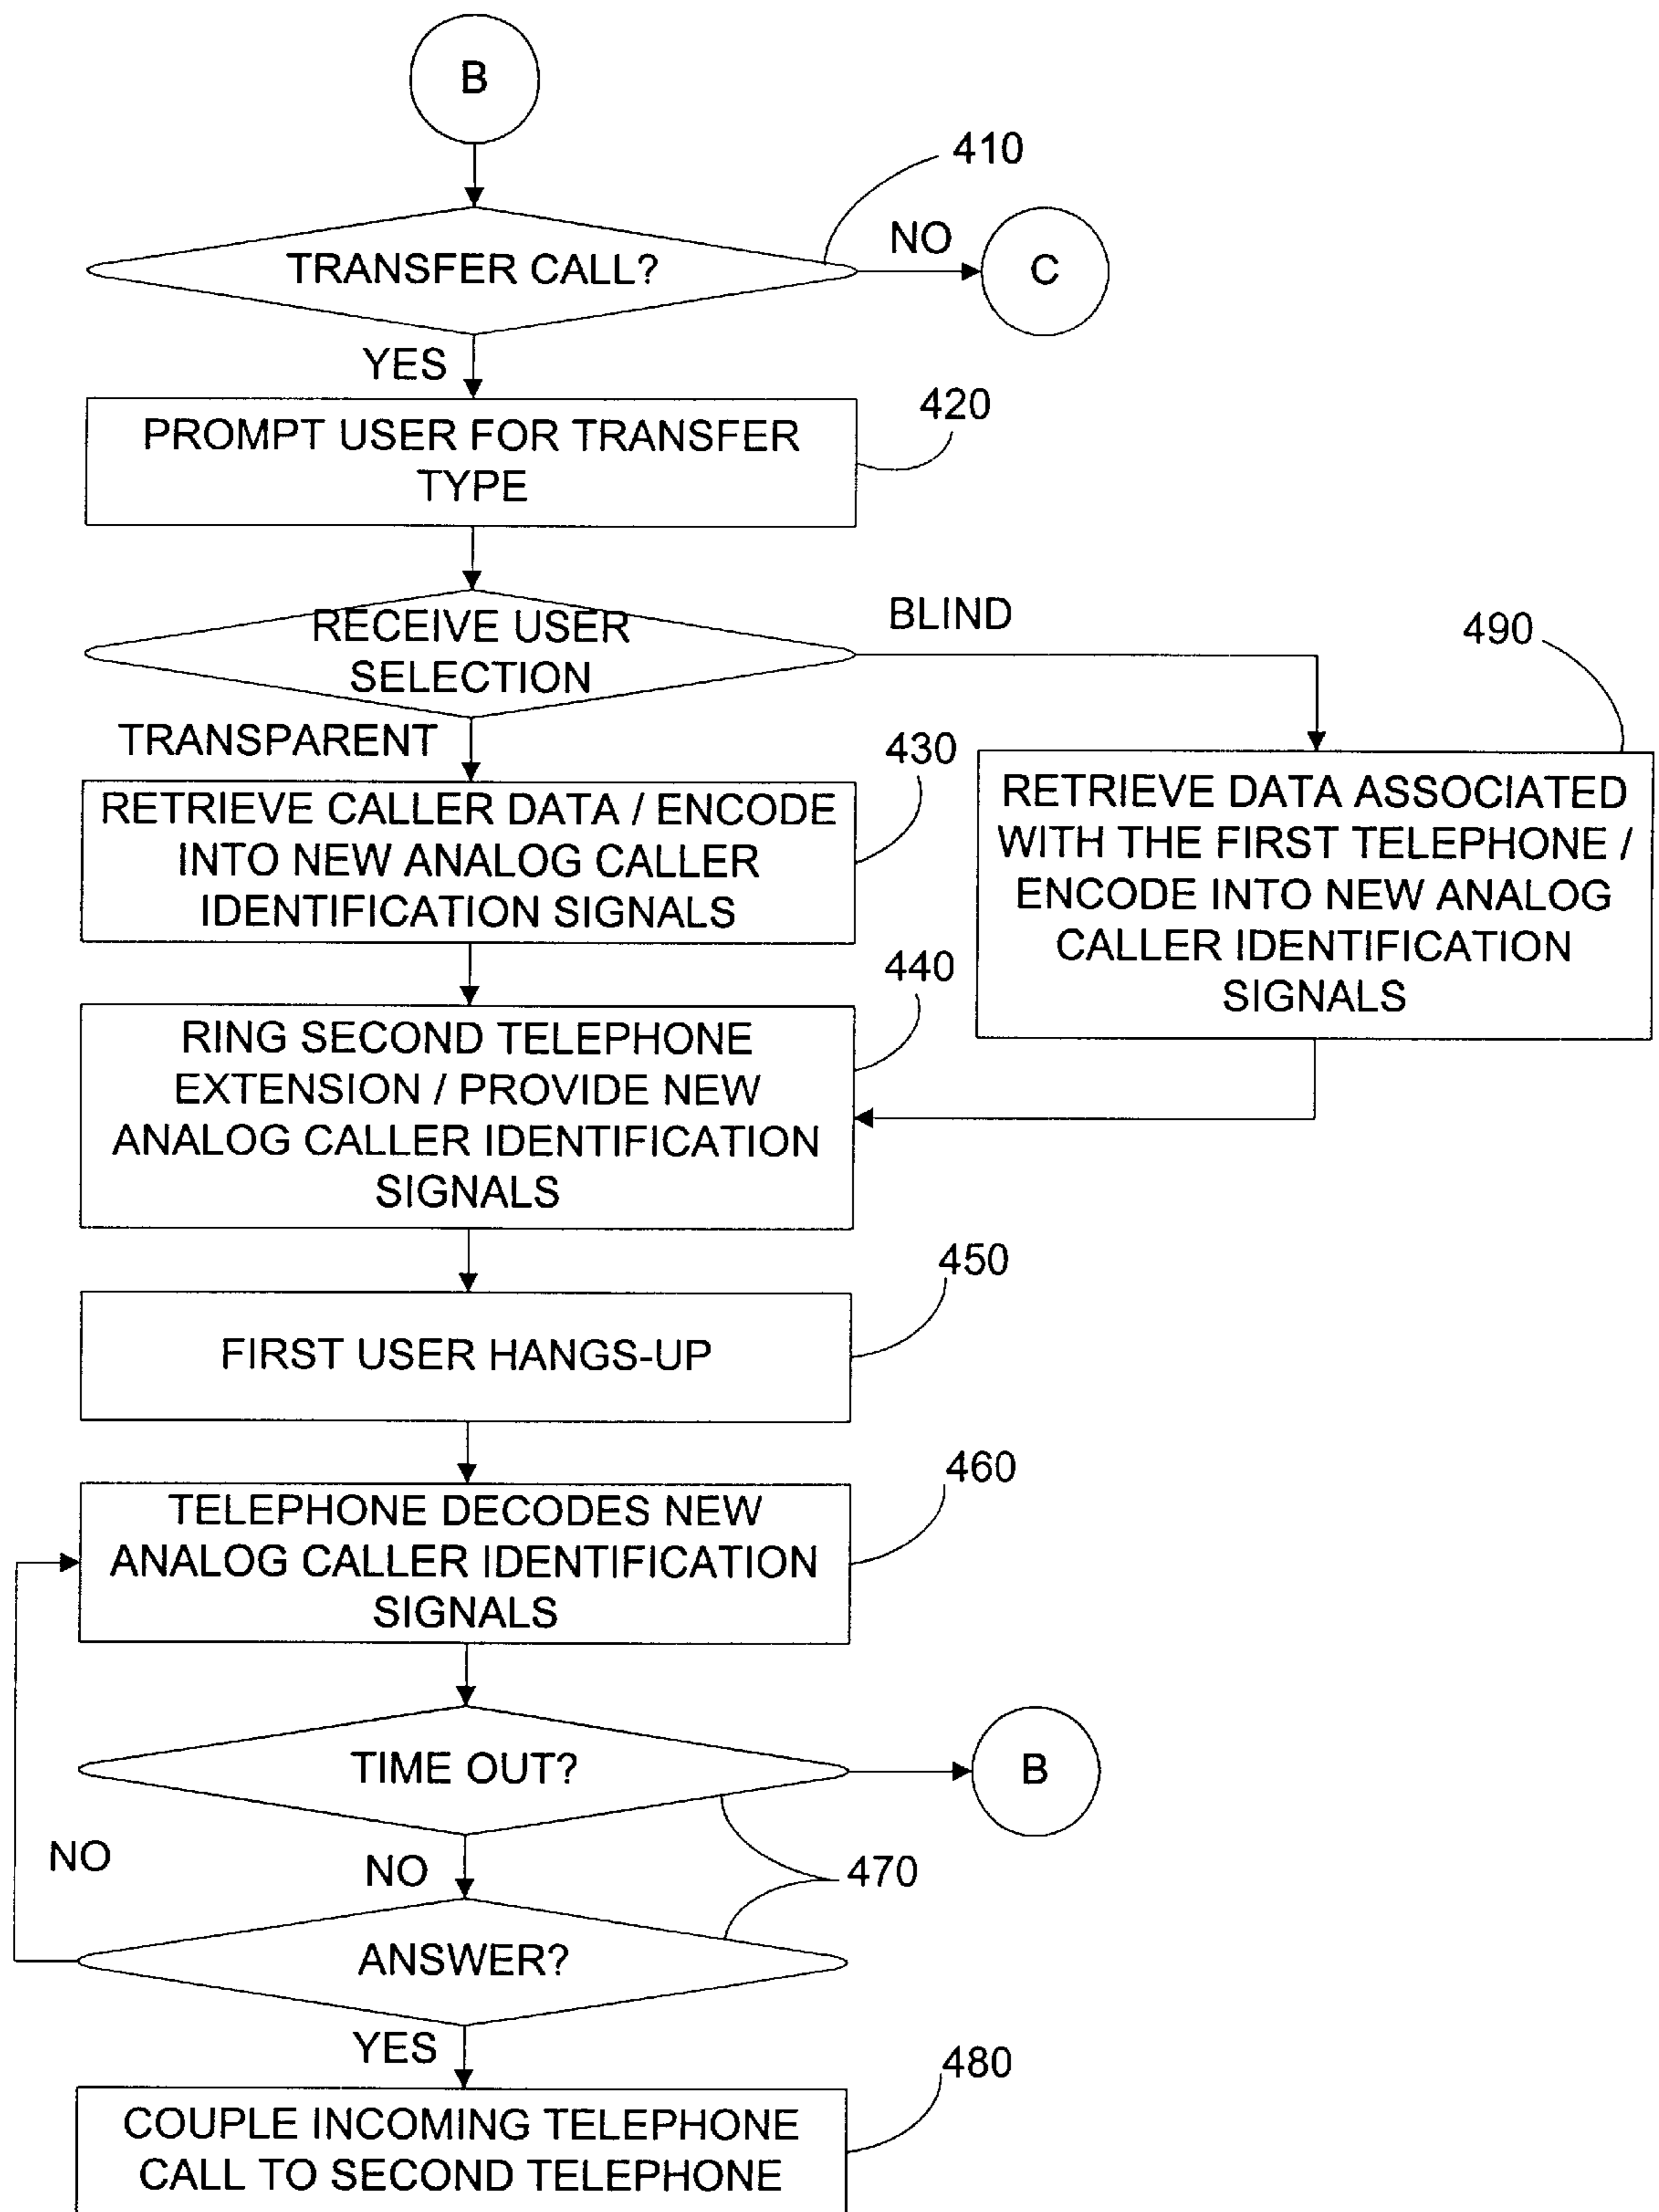 B
410
TRANSFER CALL?
NO
C
YES
420
PROMPT USER FOR TRANSFER
TYPE
RECEIVE USER
SELECTION
BLIND
490
TRANSPARENT
430
RETRIEVE CALLER DATA / ENCODE
INTO NEW ANALOG CALLER
IDENTIFICATION SIGNALS
RETRIEVE DATA ASSOCIATED
WITH THE FIRST TELEPHONE /
ENCODE INTO NEW ANALOG
CALLER IDENTIFICATION
SIGNALS
440
RING SECOND TELEPHONE
EXTENSION / PROVIDE NEW
ANALOG CALLER IDENTIFICATION
SIGNALS
450
FIRST USER HANGS-UP
460
TELEPHONE DECODES NEW
ANALOG CALLER IDENTIFICATION
SIGNALS
TIME OUT?
B
NO
NO
470
ANSWER?
YES
480
COUPLE INCOMING TELEPHONE
CALL TO SECOND TELEPHONE